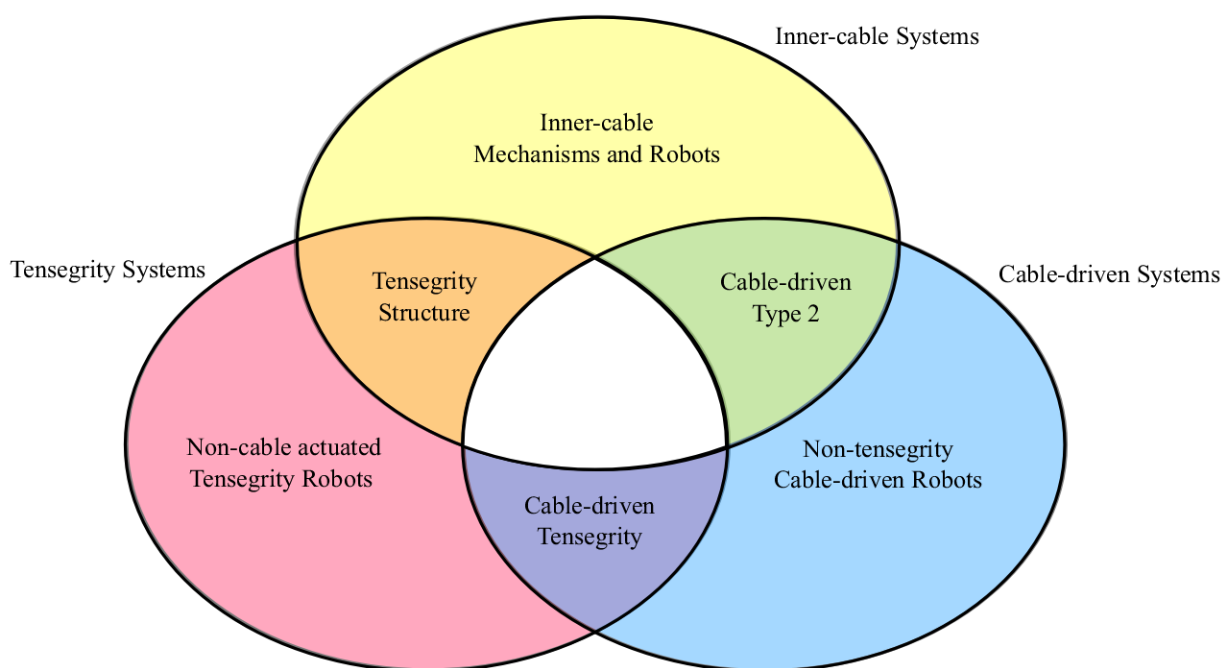 Inner-cable Systems
Inner-cable
Mechanisms and Robots
Tensegrity Systems
Cable-driven Systems
Tensegrity
Structure
Cable-driven
Type 2
Non-cable actuated
Tensegrity Robots
Non-tensegrity
Cable-driven Robots
Cable-driven
Tensegrity